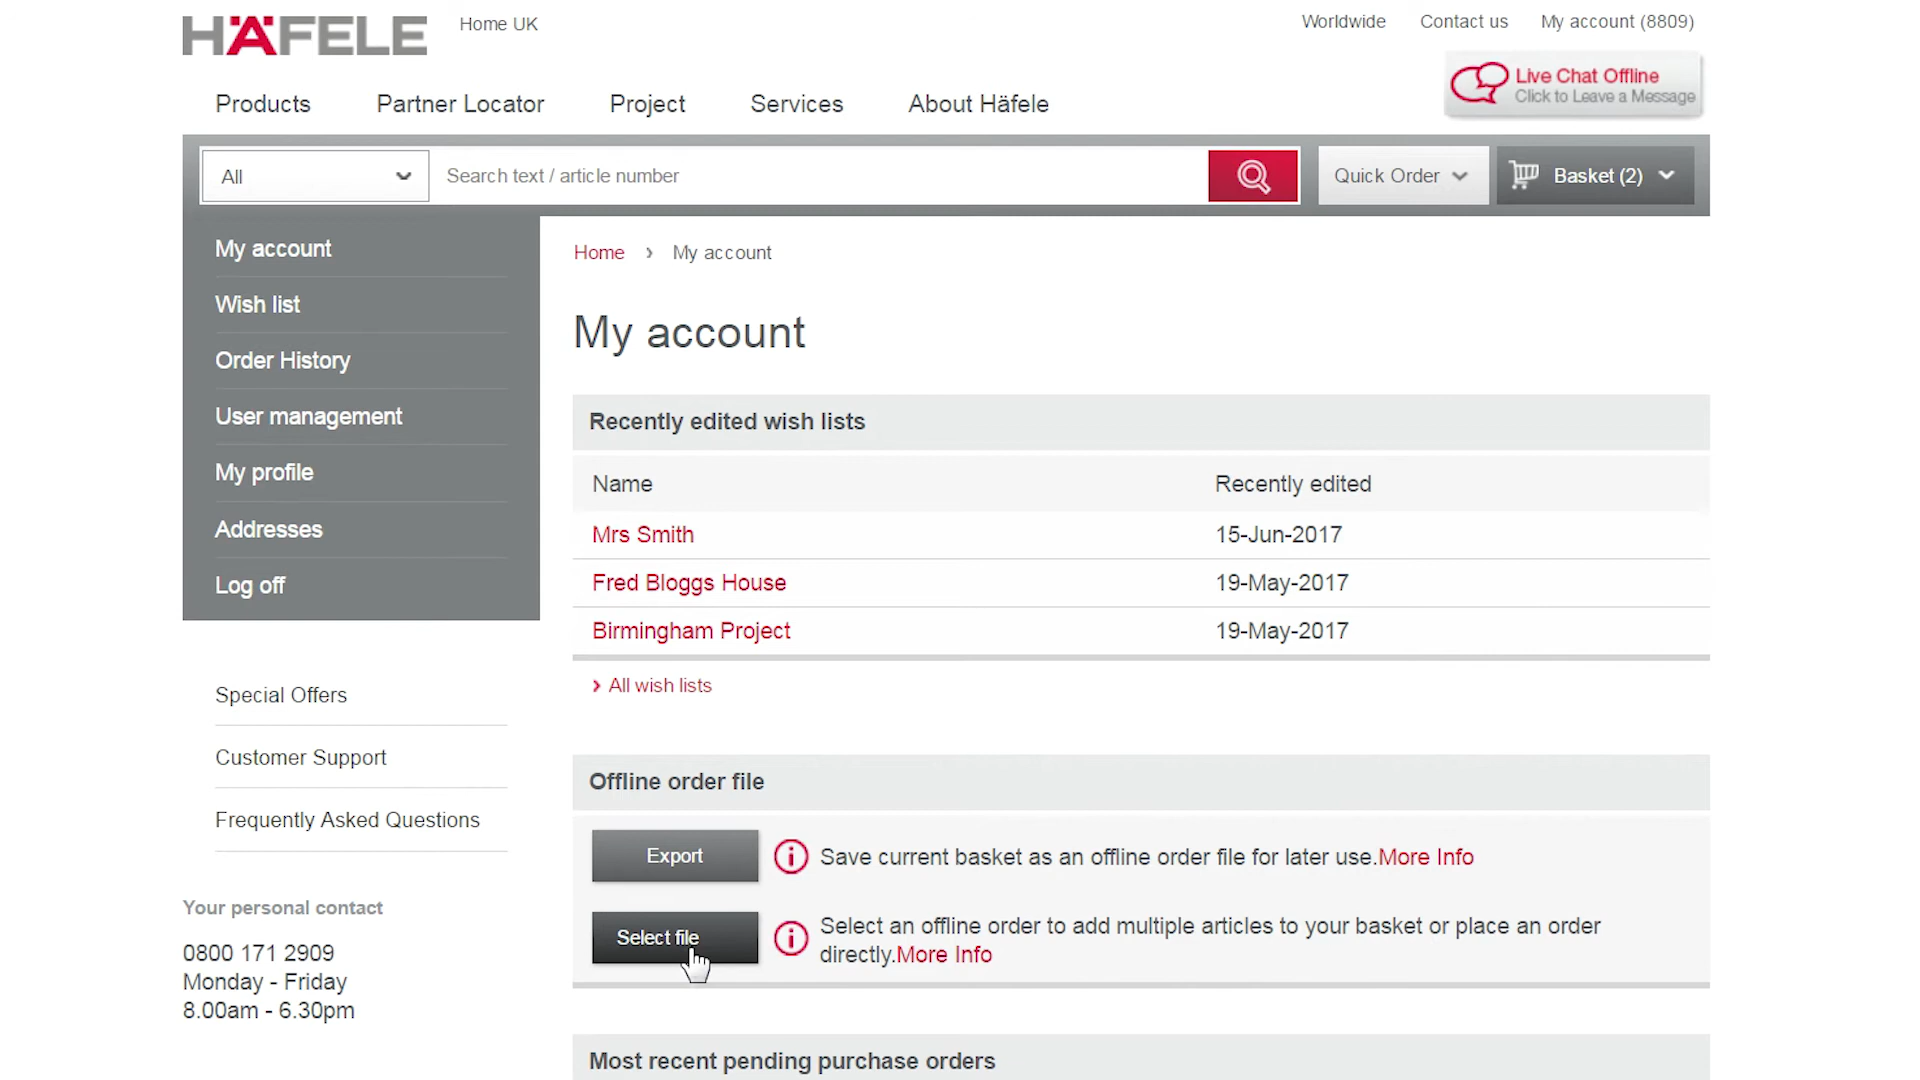 HÄFELE
Home UK
Worldwide
Contact us
My account (8809)
Live Chat Offline
Click to Leave a Message
Products
Partner Locator
Project
Services
About Häfele
All
Search text / article number
Quick Order
Basket (2)
My account
Wish list
Order History
User management
My profile
Addresses
Log off
Special Offers
Customer Support
Frequently Asked Questions
Your personal contact
0800 171 2909
Monday - Friday
8.00am - 6.30pm
Home › My account
My account
Recently edited wish lists
Name Recently edited
Mrs Smith 15-Jun-2017
Fred Bloggs House 19-May-2017
Birmingham Project 19-May-2017
› All wish lists
Offline order file
Export
Save current basket as an offline order file for later use.More Info
Select file
Select an offline order to add multiple articles to your basket or place an order
directly.More Info
Most recent pending purchase orders